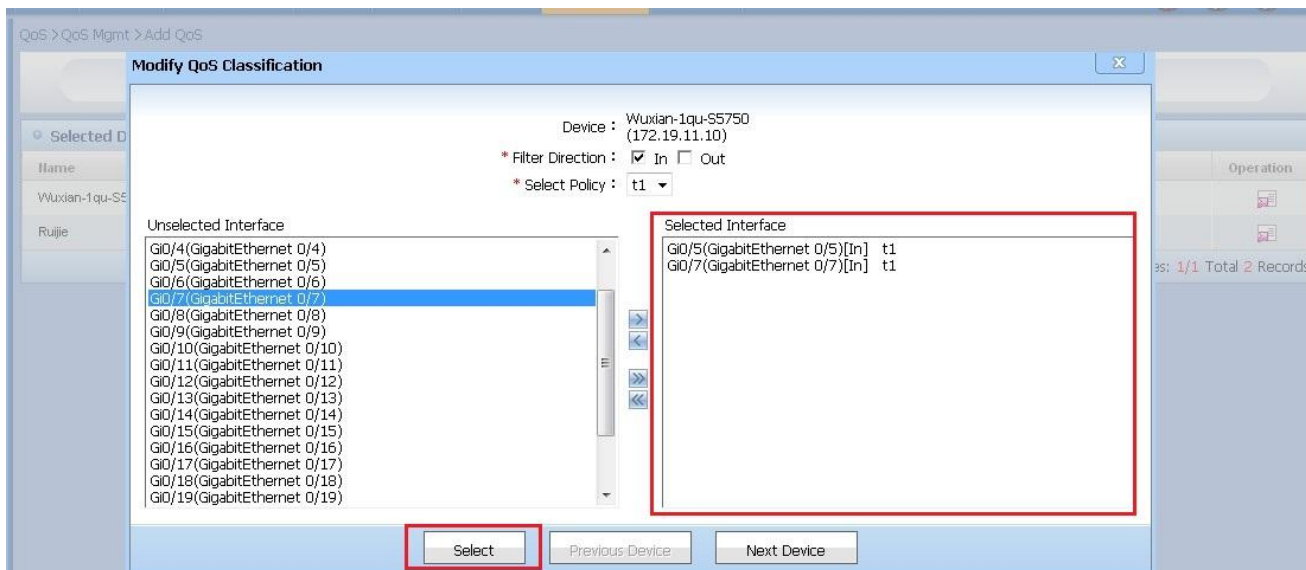 QoS > QoS Mgmt > Add QoS
Modify QoS Classification
Device : Wuxian-1qu-S5750
(172.19.11.10)
* Filter Direction : In Out
* Select Policy : t1
Selected D
Name
Operation
Wuxian-1qu-S5
Ruijie
es: 1/1 Total 2 Records
Unselected Interface
Gi0/4(GigabitEthernet 0/4)
Gi0/5(GigabitEthernet 0/5)
Gi0/6(GigabitEthernet 0/6)
Gi0/7(GigabitEthernet 0/7)
Gi0/8(GigabitEthernet 0/8)
Gi0/9(GigabitEthernet 0/9)
Gi0/10(GigabitEthernet 0/10)
Gi0/11(GigabitEthernet 0/11)
Gi0/12(GigabitEthernet 0/12)
Gi0/13(GigabitEthernet 0/13)
Gi0/14(GigabitEthernet 0/14)
Gi0/15(GigabitEthernet 0/15)
Gi0/16(GigabitEthernet 0/16)
Gi0/17(GigabitEthernet 0/17)
Gi0/18(GigabitEthernet 0/18)
Gi0/19(GigabitEthernet 0/19)
Selected Interface
Gi0/5(GigabitEthernet 0/5)[In] t1
Gi0/7(GigabitEthernet 0/7)[In] t1
Select
Previous Device
Next Device